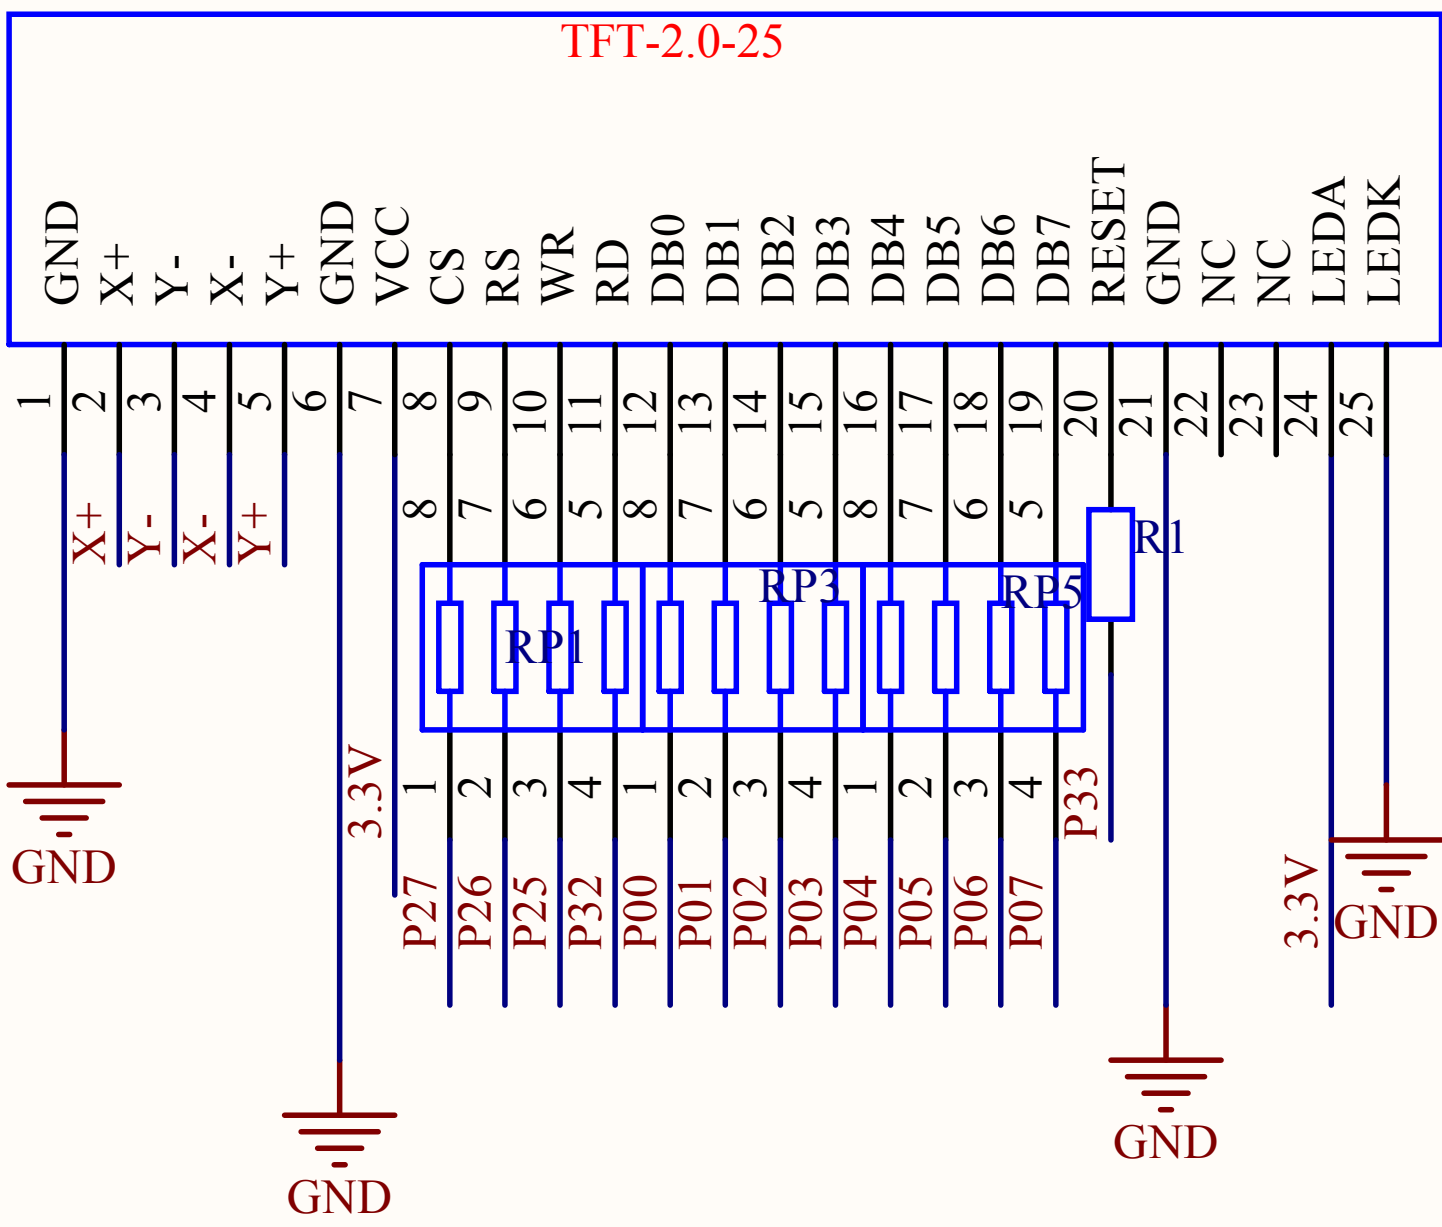 TFT-2.0-25
GND X+ Y- X- Y+ GND VCC CS RS WR RD DB0 DB1 DB2 DB3 DB4 DB5 DB6 DB7 RESET GND NC NC LEDA LEDK
1 2 3 4 5 6 7 8 9 10 11 12 13 14 15 16 17 18 19 20 21 22 23 24 25
X+ Y- X- Y+
8 7 6 5 8 7 6 5 8 7 6 5
R1
RP1 RP3 RP5
3.3V
1 2 3 4 1 2 3 4 1 2 3 4
P33
P27 P26 P25 P32 P00 P01 P02 P03 P04 P05 P06 P07
3.3V
GND
GND
GND
GND